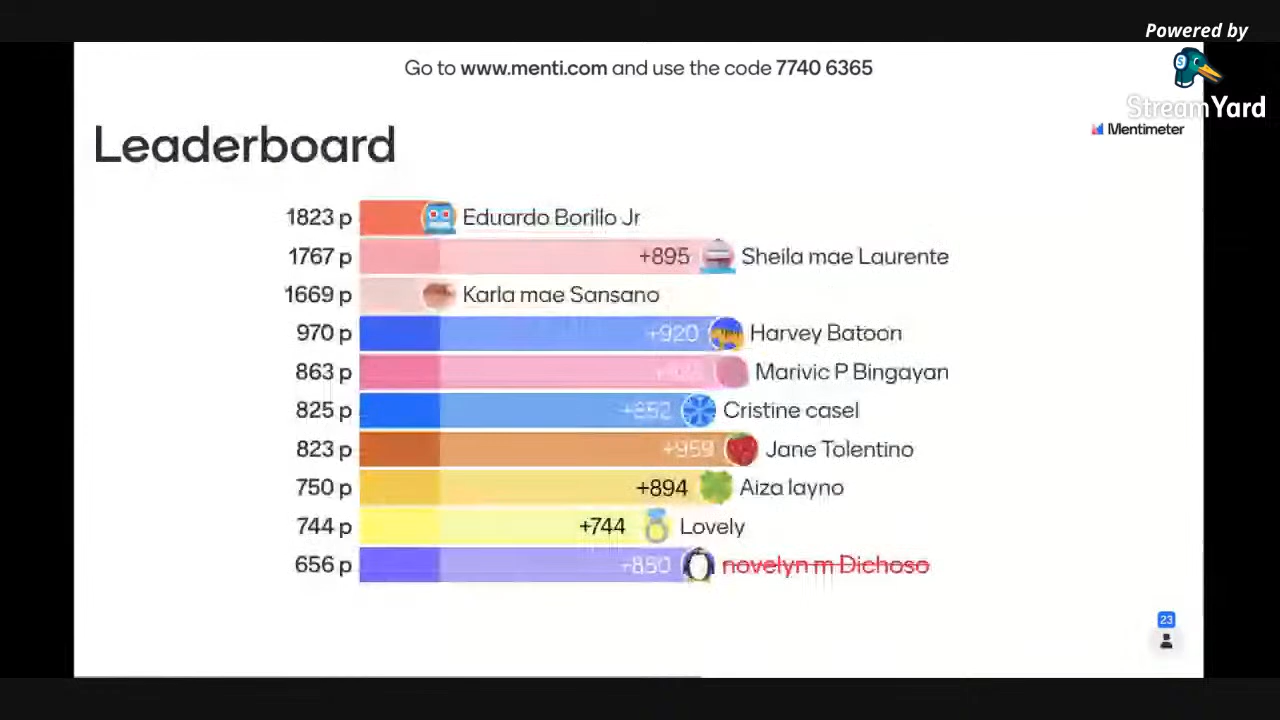 Powered by
StreamYard
Go to www.menti.com and use the code 7740 6365
Mentimeter
Leaderboard
1823 p Eduardo Borillo Jr
1767 p +895 Sheila mae Laurente
1669 p Karla mae Sansano
970 p +920 Harvey Batoon
863 p Marivic P Bingayan
825 p +852 Cristine casel
823 p +959 Jane Tolentino
750 p +894 Aiza layno
744 p +744 Lovely
656 p +850 novelyn m Dichoso
23